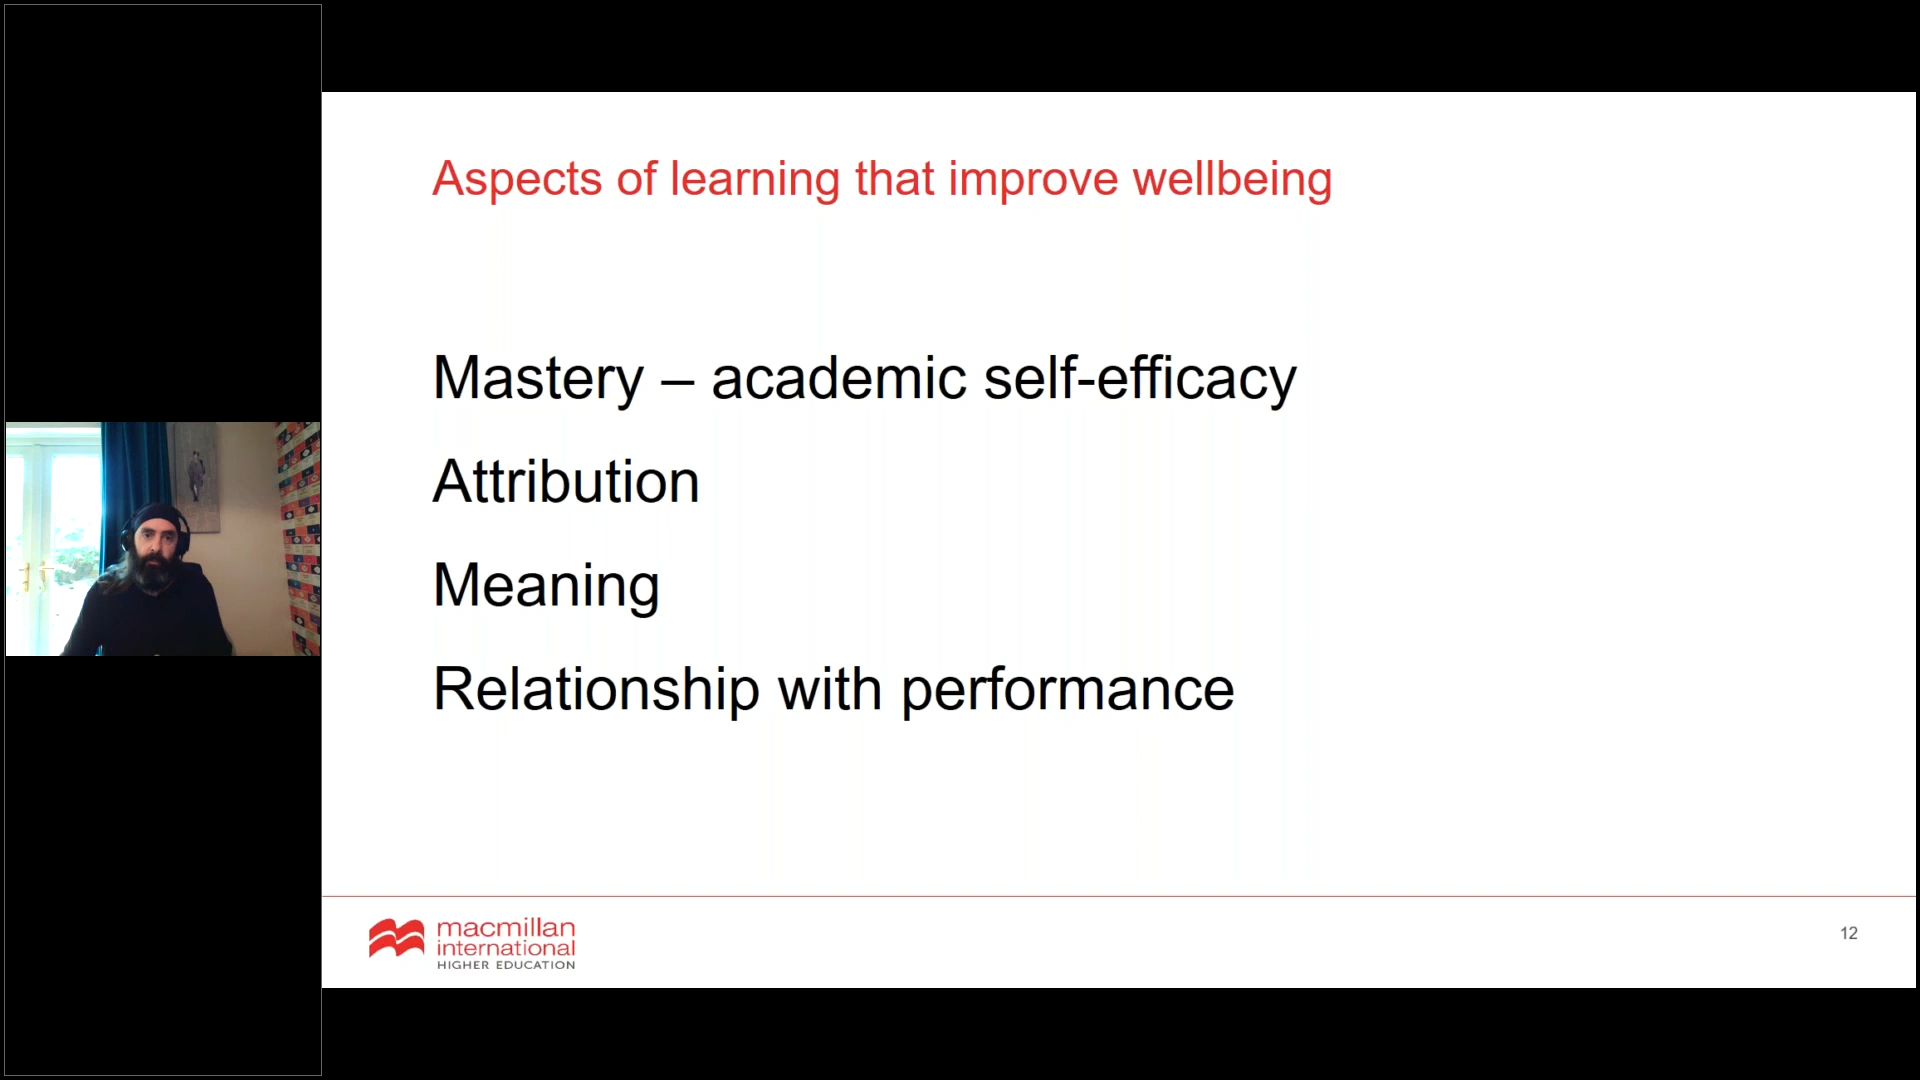 Aspects of learning that improve wellbeing
Mastery – academic self-efficacy
Attribution
Meaning
Relationship with performance
macmillan
international
HIGHER EDUCATION
12